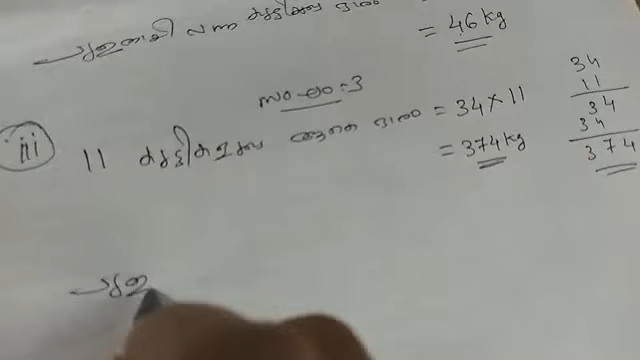 പുതുതായി വന്ന കുട്ടിയുടെ ഭാരം = 46 kg
iii 11 കുട്ടികളുടെ ആകെ ഭാരം = 34 × 11
= 374 kg
34
11
34
34
374